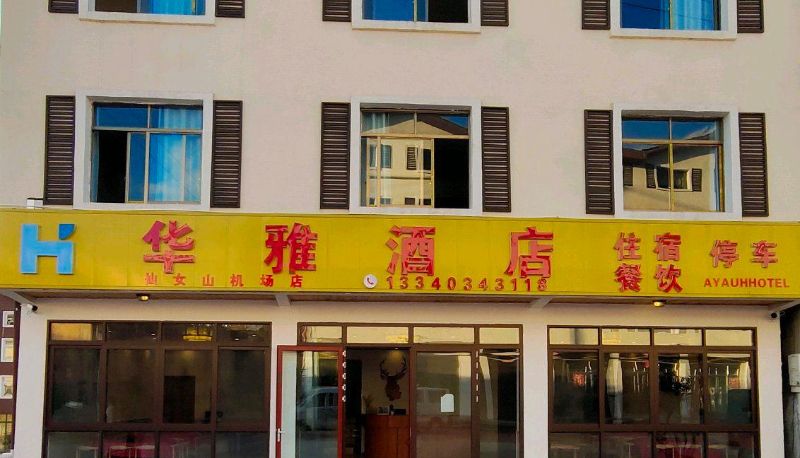 H 华雅酒店
仙女山机场店
13340343118
住宿 停车
餐饮
AYAUHHOTEL